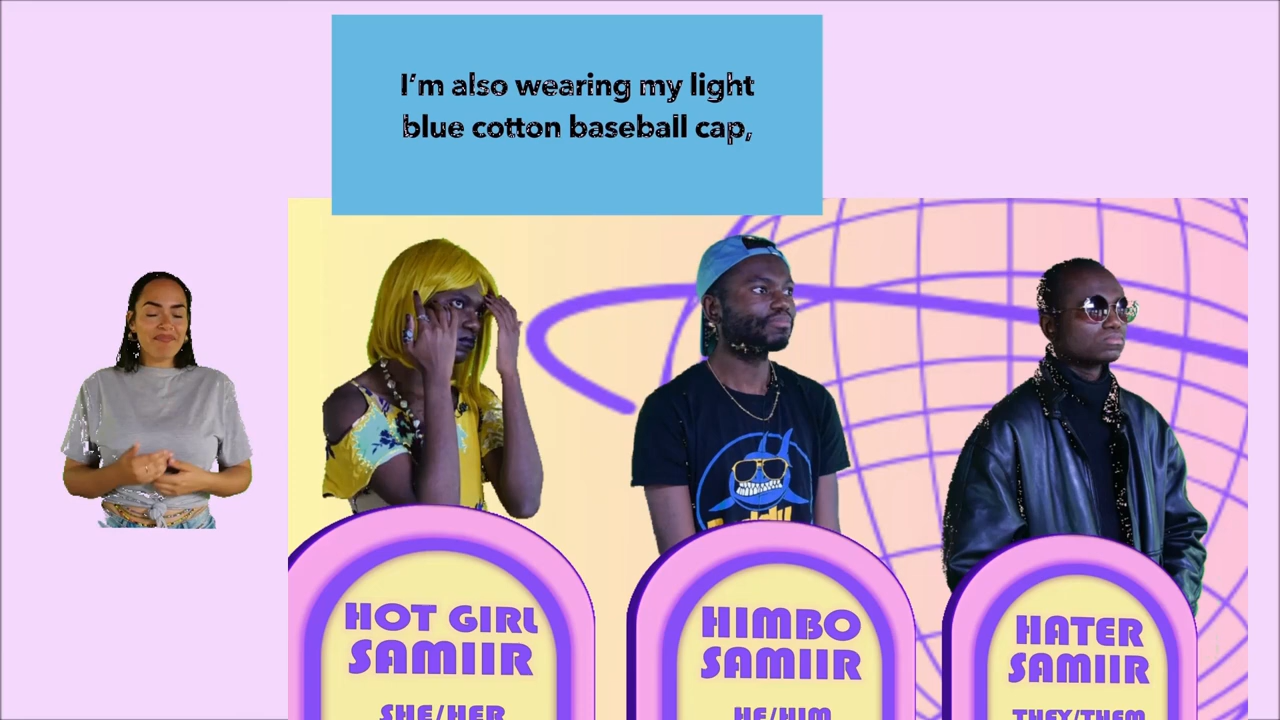 I'm also wearing my light
blue cotton baseball cap,
HOT GIRL
SAMIIR
SHE/HER
HIMBO
SAMIIR
HE/HIM
HATER
SAMIIR
THEY/THEM